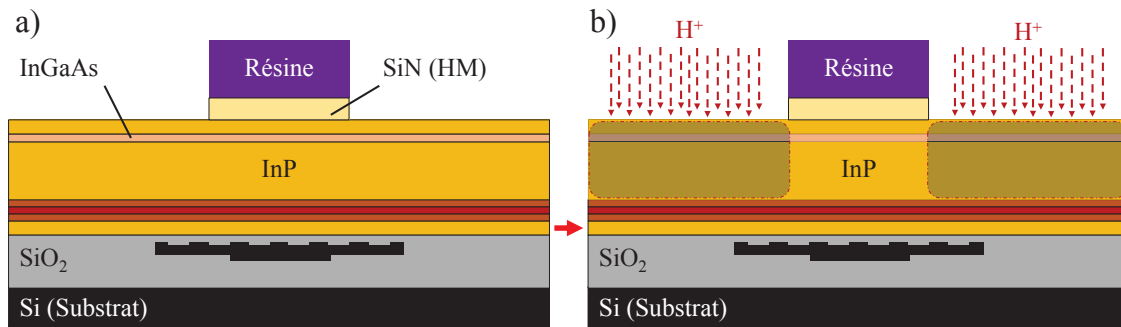 a)
InGaAs
Résine
SiN (HM)
InP
SiO₂
Si (Substrat)
b)
H⁺
H⁺
Résine
InP
SiO₂
Si (Substrat)